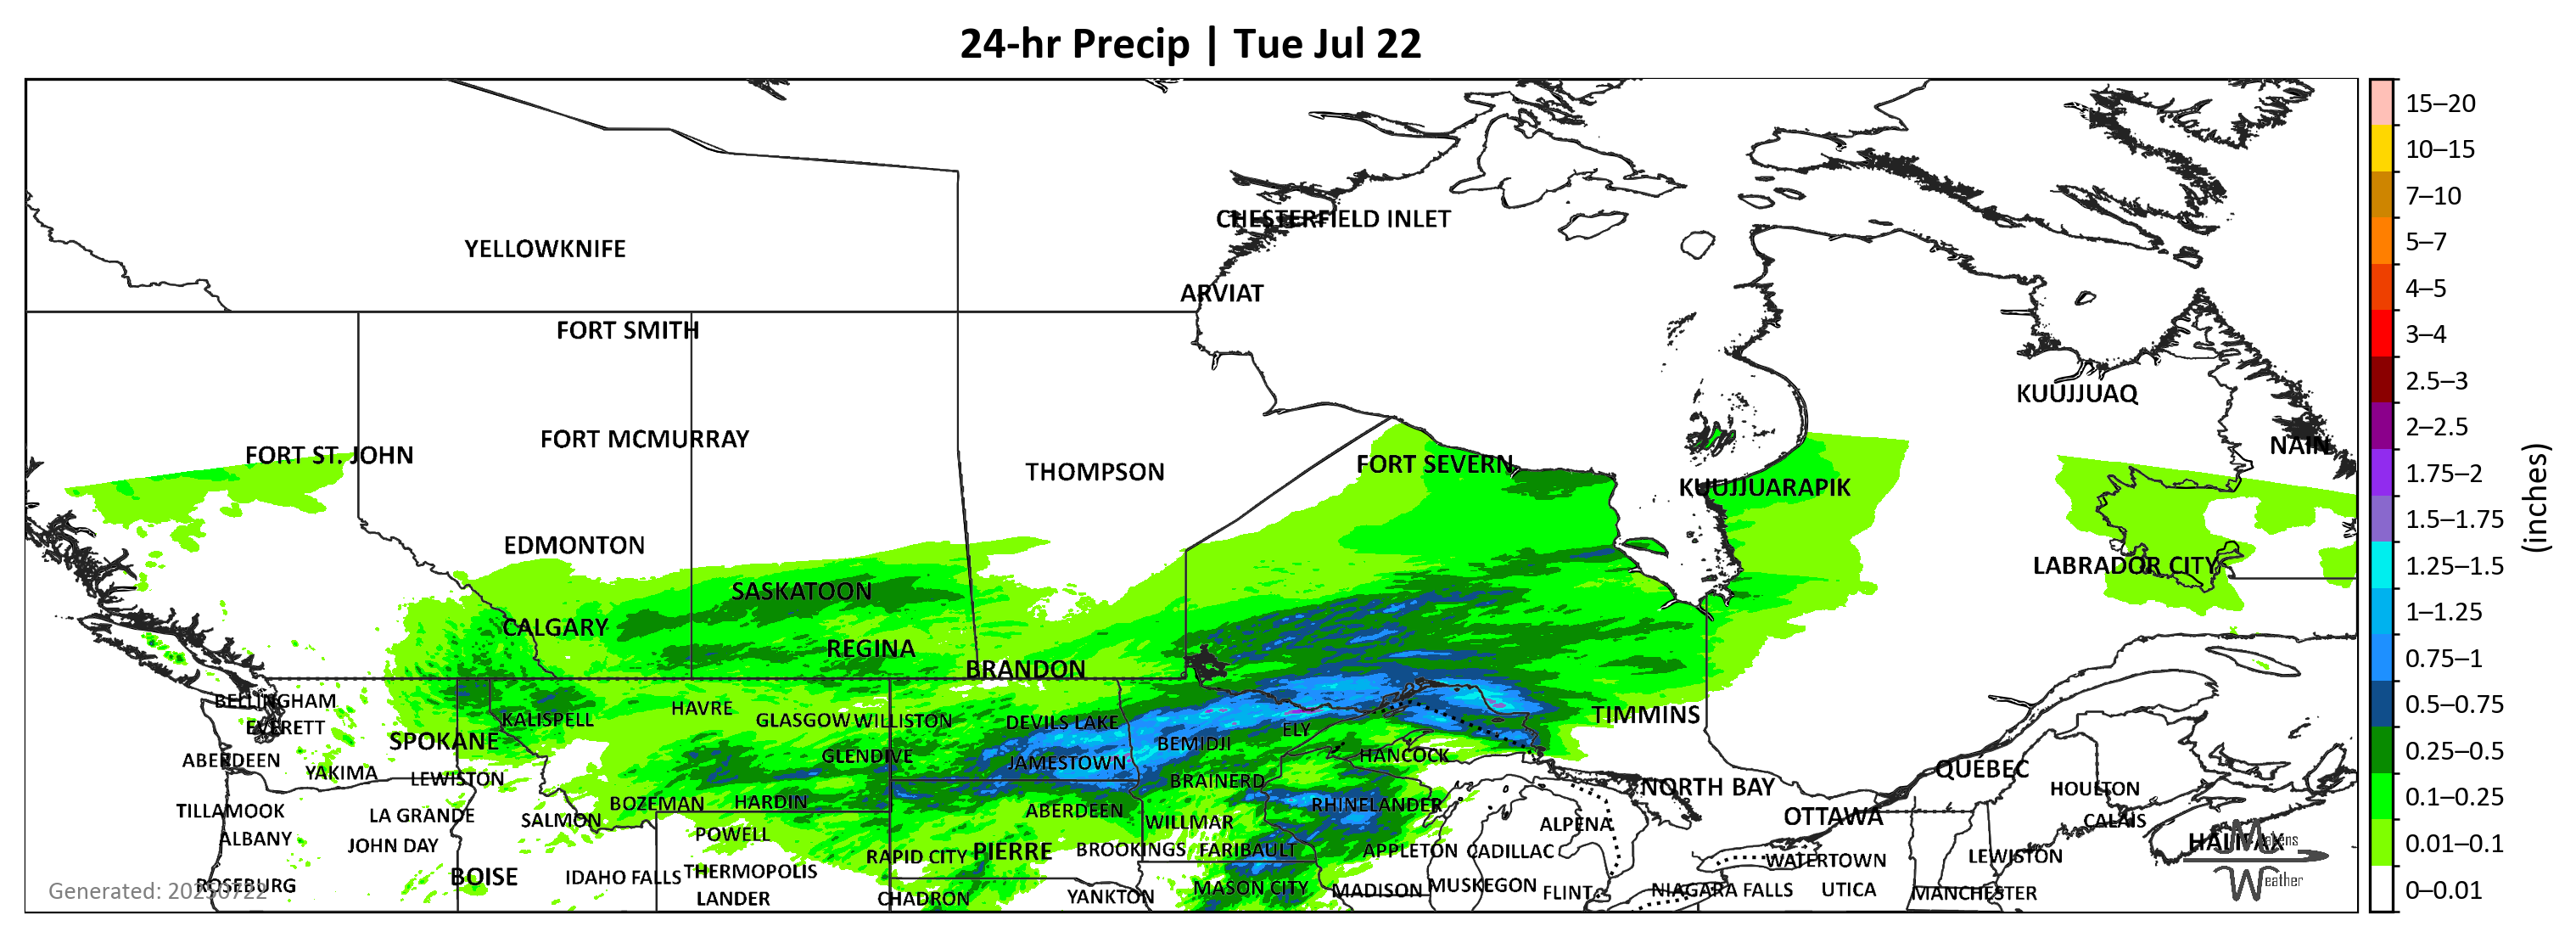 24-hr Precip | Tue Jul 22
15–20
10–15
7–10
5–7
4–5
3–4
2.5–3
2–2.5
1.75–2
1.5–1.75
1.25–1.5
1–1.25
0.75–1
0.5–0.75
0.25–0.5
0.1–0.25
0.01–0.1
0–0.01
(inches)
CHESTERFIELD INLET
YELLOWKNIFE
ARVIAT
FORT SMITH
KUUJJUAQ
FORT MCMURRAY
NAIN
FORT ST. JOHN
FORT SEVERN
THOMPSON
KUUJJUARAPIK
EDMONTON
LABRADOR CITY
SASKATOON
CALGARY
REGINA
BRANDON
BELLINGHAM
HAVRE
TIMMINS
KALISPELL
GLASGOW
WILLISTON
DEVILS LAKE
EVERETT
ELY
SPOKANE
BEMIDJI
GLENDIVE
HANCOCK
ABERDEEN
JAMESTOWN
QUÉBEC
YAKIMA
LEWISTON
BRAINERD
NORTH BAY
HOULTON
BOZEMAN
HARDIN
RHINELANDER
TILLAMOOK
LA GRANDE
SALMON
ABERDEEN
WILLMAR
ALPENA
OTTAWA
CALAIS
ALBANY
POWELL
HALIFAX
Matens
Weather
JOHN DAY
RAPID CITY
PIERRE
BROOKINGS
FARIBAULT
APPLETON
CADILLAC
WATERTOWN
LEWISTON
BOISE
IDAHO FALLS
THERMOPOLIS
ROSEBURG
MASON CITY
MADISON
MUSKEGON
FLINT
NIAGARA FALLS
UTICA
MANCHESTER
LANDER
CHADRON
YANKTON
Generated: 20250722